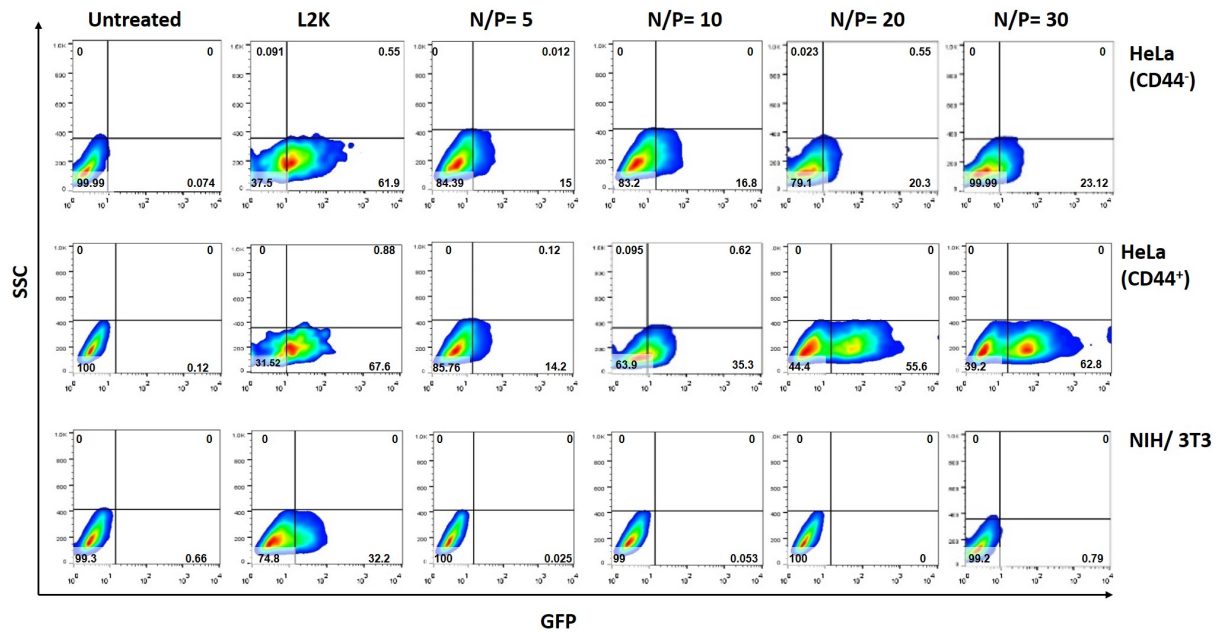 Untreated L2K N/P= 5 N/P= 10 N/P= 20 N/P= 30
0 0 0.091 0.55 0 0.012 0 0 0.023 0.55 0 0
HeLa
(CD44-)
99.99 0.074 37.5 61.9 84.39 15 83.2 16.8 79.1 20.3 99.99 23.12
0 0 0 0.88 0 0.12 0.095 0.62 0 0 0 0
HeLa
(CD44+)
SSC
100 0.12 31.52 67.6 85.76 14.2 63.9 35.3 44.4 55.6 39.2 62.8
0 0 0 0 0 0 0 0 0 0 0 0
NIH/ 3T3
99.3 0.66 74.8 32.2 100 0.025 99 0.053 100 0 99.2 0.79
GFP